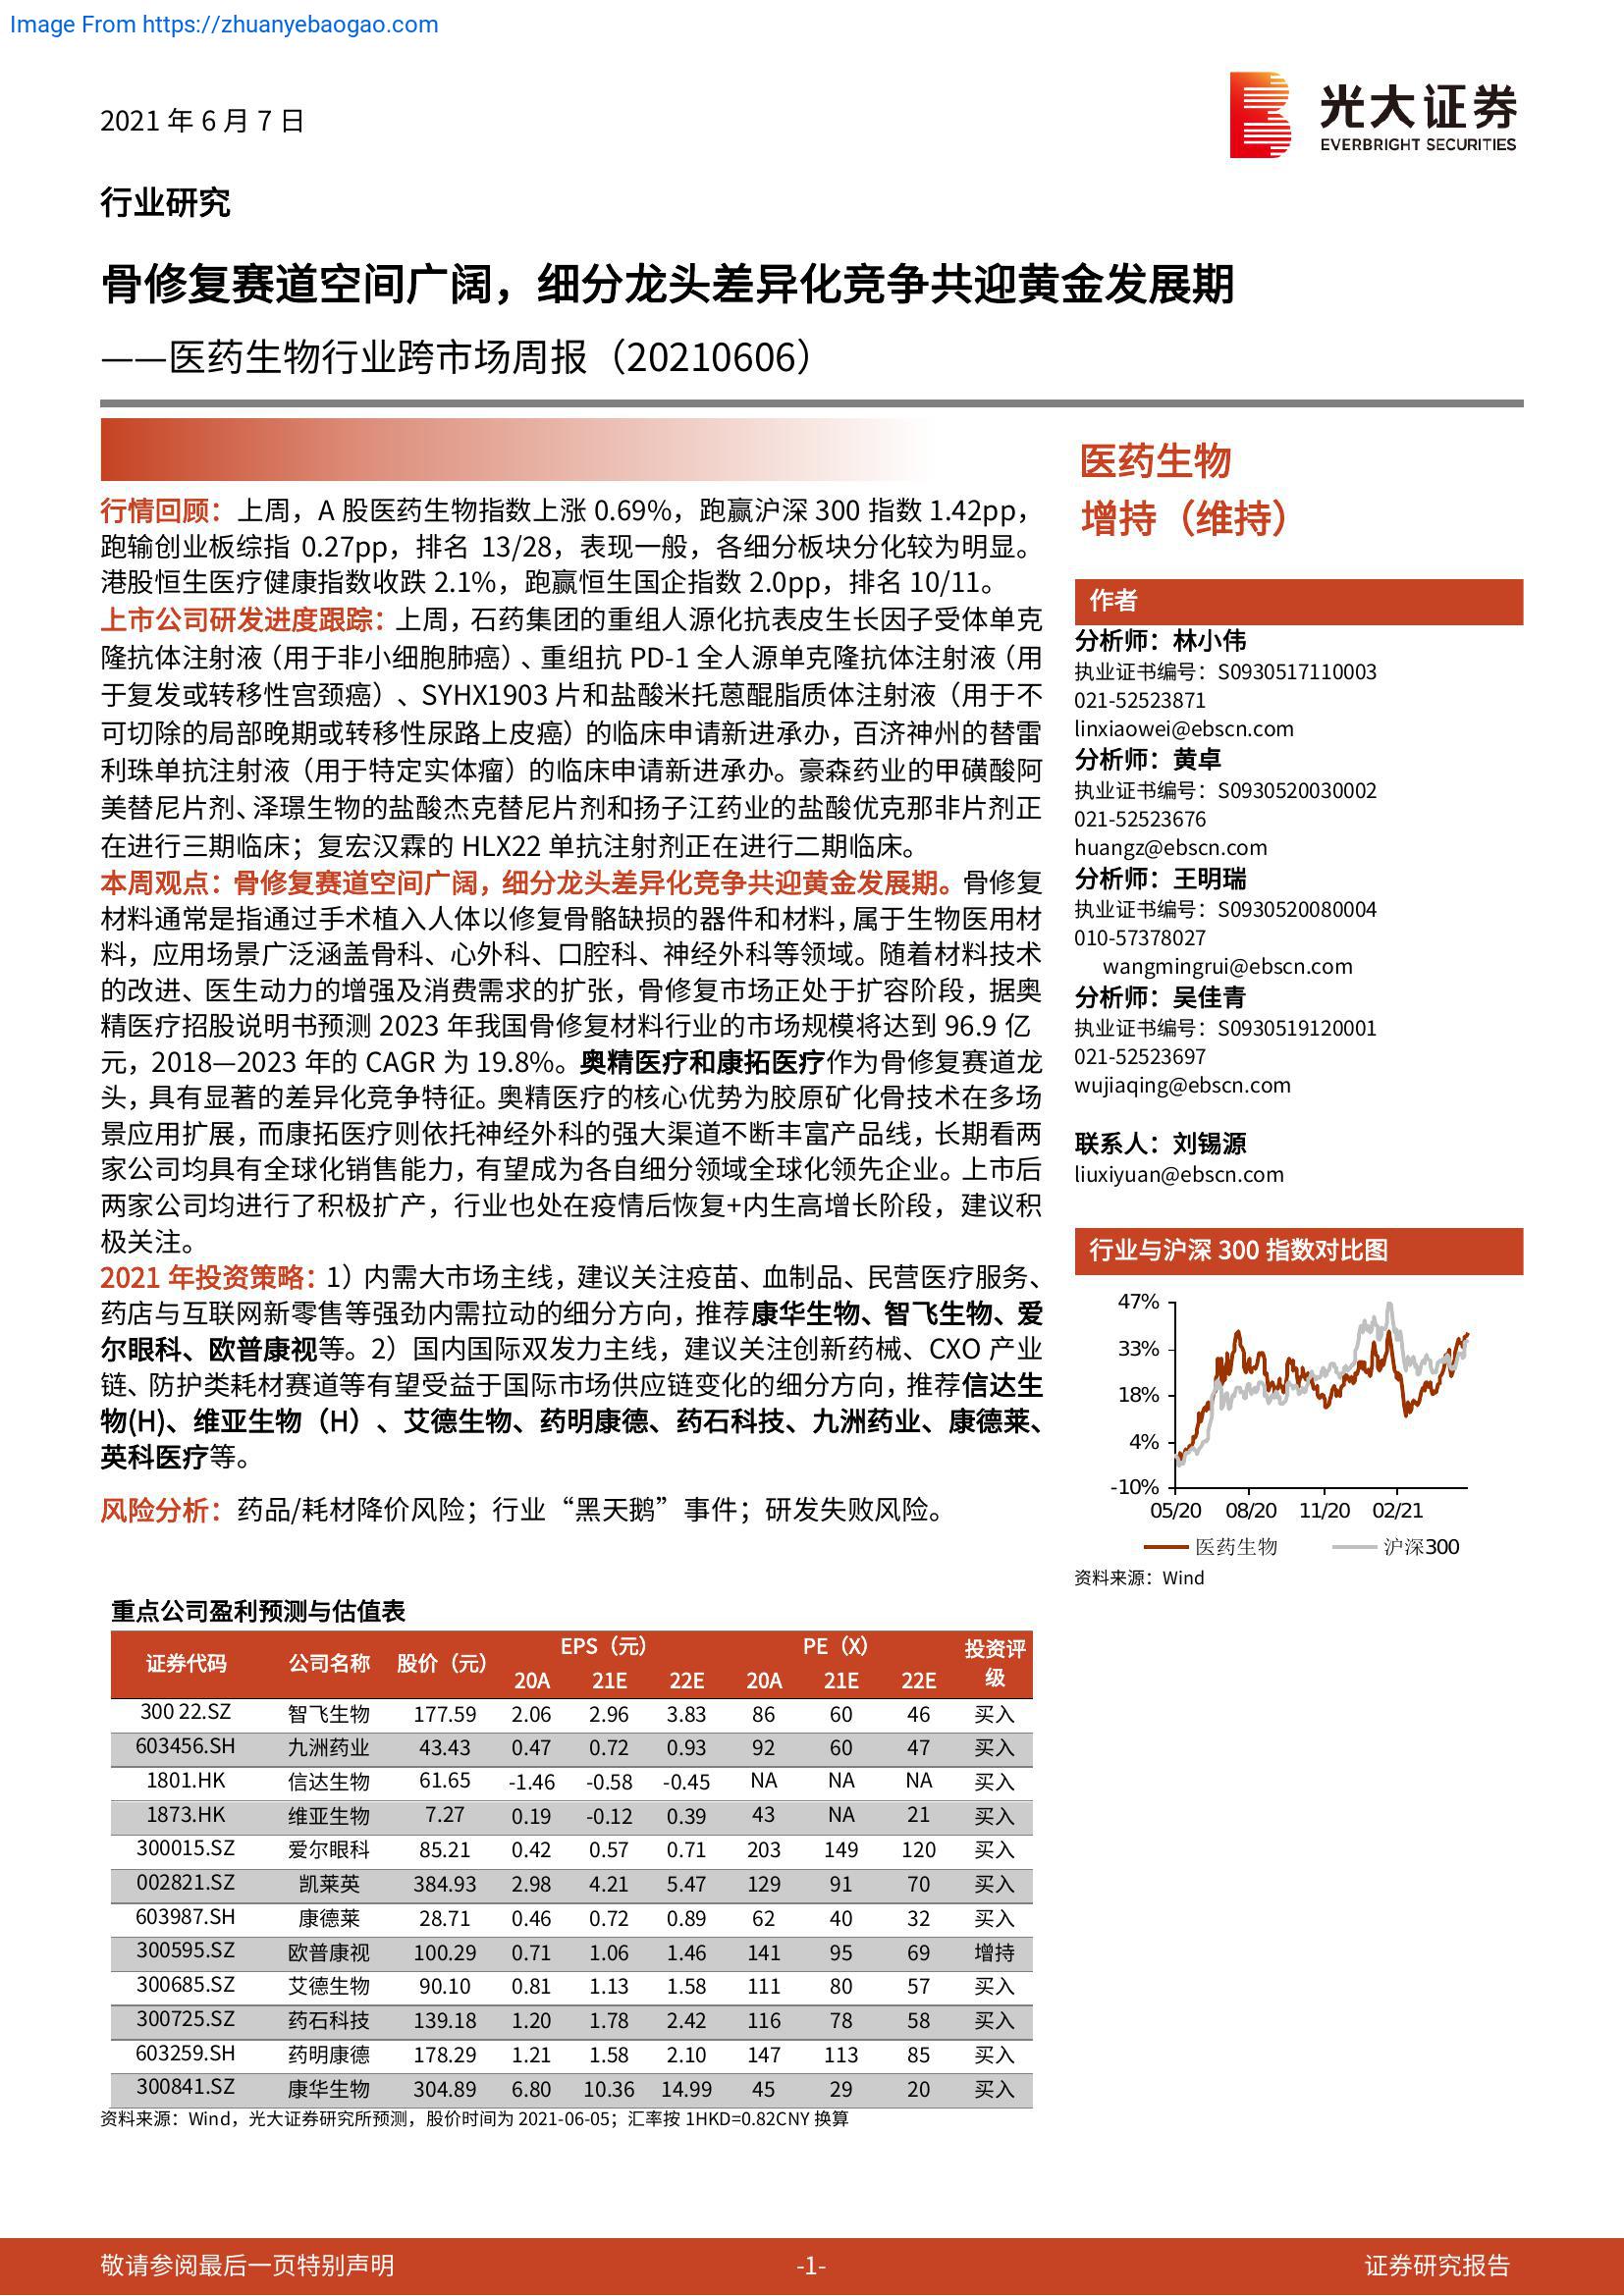 Image From https://zhuanyebaogao.com
2021 年 6 月 7 日
光大证券
EVERBRIGHT SECURITIES
行业研究
骨修复赛道空间广阔，细分龙头差异化竞争共迎黄金发展期
——医药生物行业跨市场周报（20210606）
行情回顾：上周，A 股医药生物指数上涨 0.69%，跑赢沪深 300 指数 1.42pp，
跑输创业板综指 0.27pp，排名 13/28，表现一般，各细分板块分化较为明显。
港股恒生医疗健康指数收跌 2.1%，跑赢恒生国企指数 2.0pp，排名 10/11。
上市公司研发进度跟踪：上周，石药集团的重组人源化抗表皮生长因子受体单克
隆抗体注射液（用于非小细胞肺癌）、重组抗 PD-1 全人源单克隆抗体注射液（用
于复发或转移性宫颈癌）、SYHX1903 片和盐酸米托蒽醌脂质体注射液（用于不
可切除的局部晚期或转移性尿路上皮癌）的临床申请新进承办，百济神州的替雷
利珠单抗注射液（用于特定实体瘤）的临床申请新进承办。豪森药业的甲磺酸阿
美替尼片剂、泽璟生物的盐酸杰克替尼片剂和扬子江药业的盐酸优克那非片剂正
在进行三期临床；复宏汉霖的 HLX22 单抗注射剂正在进行二期临床。
本周观点：骨修复赛道空间广阔，细分龙头差异化竞争共迎黄金发展期。骨修复
材料通常是指通过手术植入人体以修复骨骼缺损的器件和材料，属于生物医用材
料，应用场景广泛涵盖骨科、心外科、口腔科、神经外科等领域。随着材料技术
的改进、医生动力的增强及消费需求的扩张，骨修复市场正处于扩容阶段，据奥
精医疗招股说明书预测 2023 年我国骨修复材料行业的市场规模将达到 96.9 亿
元，2018—2023 年的 CAGR 为 19.8%。奥精医疗和康拓医疗作为骨修复赛道龙
头，具有显著的差异化竞争特征。奥精医疗的核心优势为胶原矿化骨技术在多场
景应用扩展，而康拓医疗则依托神经外科的强大渠道不断丰富产品线，长期看两
家公司均具有全球化销售能力，有望成为各自细分领域全球化领先企业。上市后
两家公司均进行了积极扩产，行业也处在疫情后恢复+内生高增长阶段，建议积
极关注。
2021 年投资策略：1）内需大市场主线，建议关注疫苗、血制品、民营医疗服务、
药店与互联网新零售等强劲内需拉动的细分方向，推荐康华生物、智飞生物、爱
尔眼科、欧普康视等。2）国内国际双发力主线，建议关注创新药械、CXO 产业
链、防护类耗材赛道等有望受益于国际市场供应链变化的细分方向，推荐信达生
物(H)、维亚生物（H）、艾德生物、药明康德、药石科技、九洲药业、康德莱、
英科医疗等。
风险分析：药品/耗材降价风险；行业“黑天鹅”事件；研发失败风险。
医药生物
增持（维持）
作者
分析师：林小伟
执业证书编号：S0930517110003
021-52523871
linxiaowei@ebscn.com
分析师：黄卓
执业证书编号：S0930520030002
021-52523676
huangz@ebscn.com
分析师：王明瑞
执业证书编号：S0930520080004
010-57378027
wangmingrui@ebscn.com
分析师：吴佳青
执业证书编号：S0930519120001
021-52523697
wujiaqing@ebscn.com
联系人：刘锡源
liuxiyuan@ebscn.com
行业与沪深 300 指数对比图
47%
33%
18%
4%
-10%
05/20 08/20 11/20 02/21
医药生物 沪深300
资料来源：Wind
重点公司盈利预测与估值表
证券代码 公司名称 股价（元） EPS（元） PE（X） 投资评级
20A 21E 22E 20A 21E 22E
300 22.SZ 智飞生物 177.59 2.06 2.96 3.83 86 60 46 买入
603456.SH 九洲药业 43.43 0.47 0.72 0.93 92 60 47 买入
1801.HK 信达生物 61.65 -1.46 -0.58 -0.45 NA NA NA 买入
1873.HK 维亚生物 7.27 0.19 -0.12 0.39 43 NA 21 买入
300015.SZ 爱尔眼科 85.21 0.42 0.57 0.71 203 149 120 买入
002821.SZ 凯莱英 384.93 2.98 4.21 5.47 129 91 70 买入
603987.SH 康德莱 28.71 0.46 0.72 0.89 62 40 32 买入
300595.SZ 欧普康视 100.29 0.71 1.06 1.46 141 95 69 增持
300685.SZ 艾德生物 90.10 0.81 1.13 1.58 111 80 57 买入
300725.SZ 药石科技 139.18 1.20 1.78 2.42 116 78 58 买入
603259.SH 药明康德 178.29 1.21 1.58 2.10 147 113 85 买入
300841.SZ 康华生物 304.89 6.80 10.36 14.99 45 29 20 买入
资料来源：Wind，光大证券研究所预测，股价时间为 2021-06-05；汇率按 1HKD=0.82CNY 换算
敬请参阅最后一页特别声明 -1- 证券研究报告